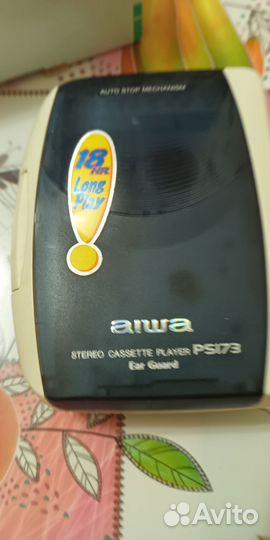 AUTO STOP MECHANISM
18
HR
Long
Play
aiwa
STEREO CASSETTE PLAYER PS173
Ear Guard
Avito